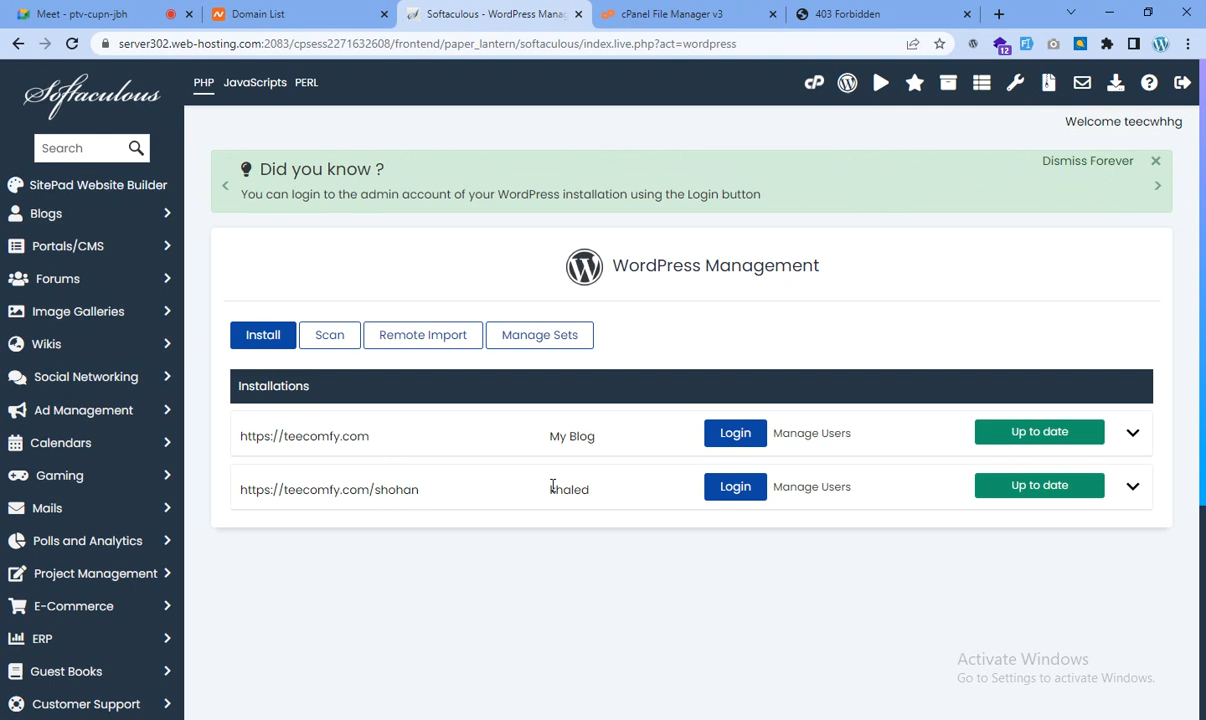 Meet - ptv-cupn-jbh
Domain List
Softaculous - WordPress Manag
cPanel File Manager v3
403 Forbidden
server302.web-hosting.com:2083/cpsess2271632608/frontend/paper_lantern/softaculous/index.live.php?act=wordpress
12
Softaculous
PHP JavaScripts PERL
Welcome teecwhhg
Search
Did you know ?
Dismiss Forever
You can login to the admin account of your WordPress installation using the Login button
SitePad Website Builder
Blogs
Portals/CMS
Forums
Image Galleries
Wikis
Social Networking
Ad Management
Calendars
Gaming
Mails
Polls and Analytics
Project Management
E-Commerce
ERP
Guest Books
Customer Support
WordPress Management
Install
Scan
Remote Import
Manage Sets
Installations
https://teecomfy.com My Blog Login Manage Users Up to date
https://teecomfy.com/shohan khaled Login Manage Users Up to date
Activate Windows
Go to Settings to activate Windows.